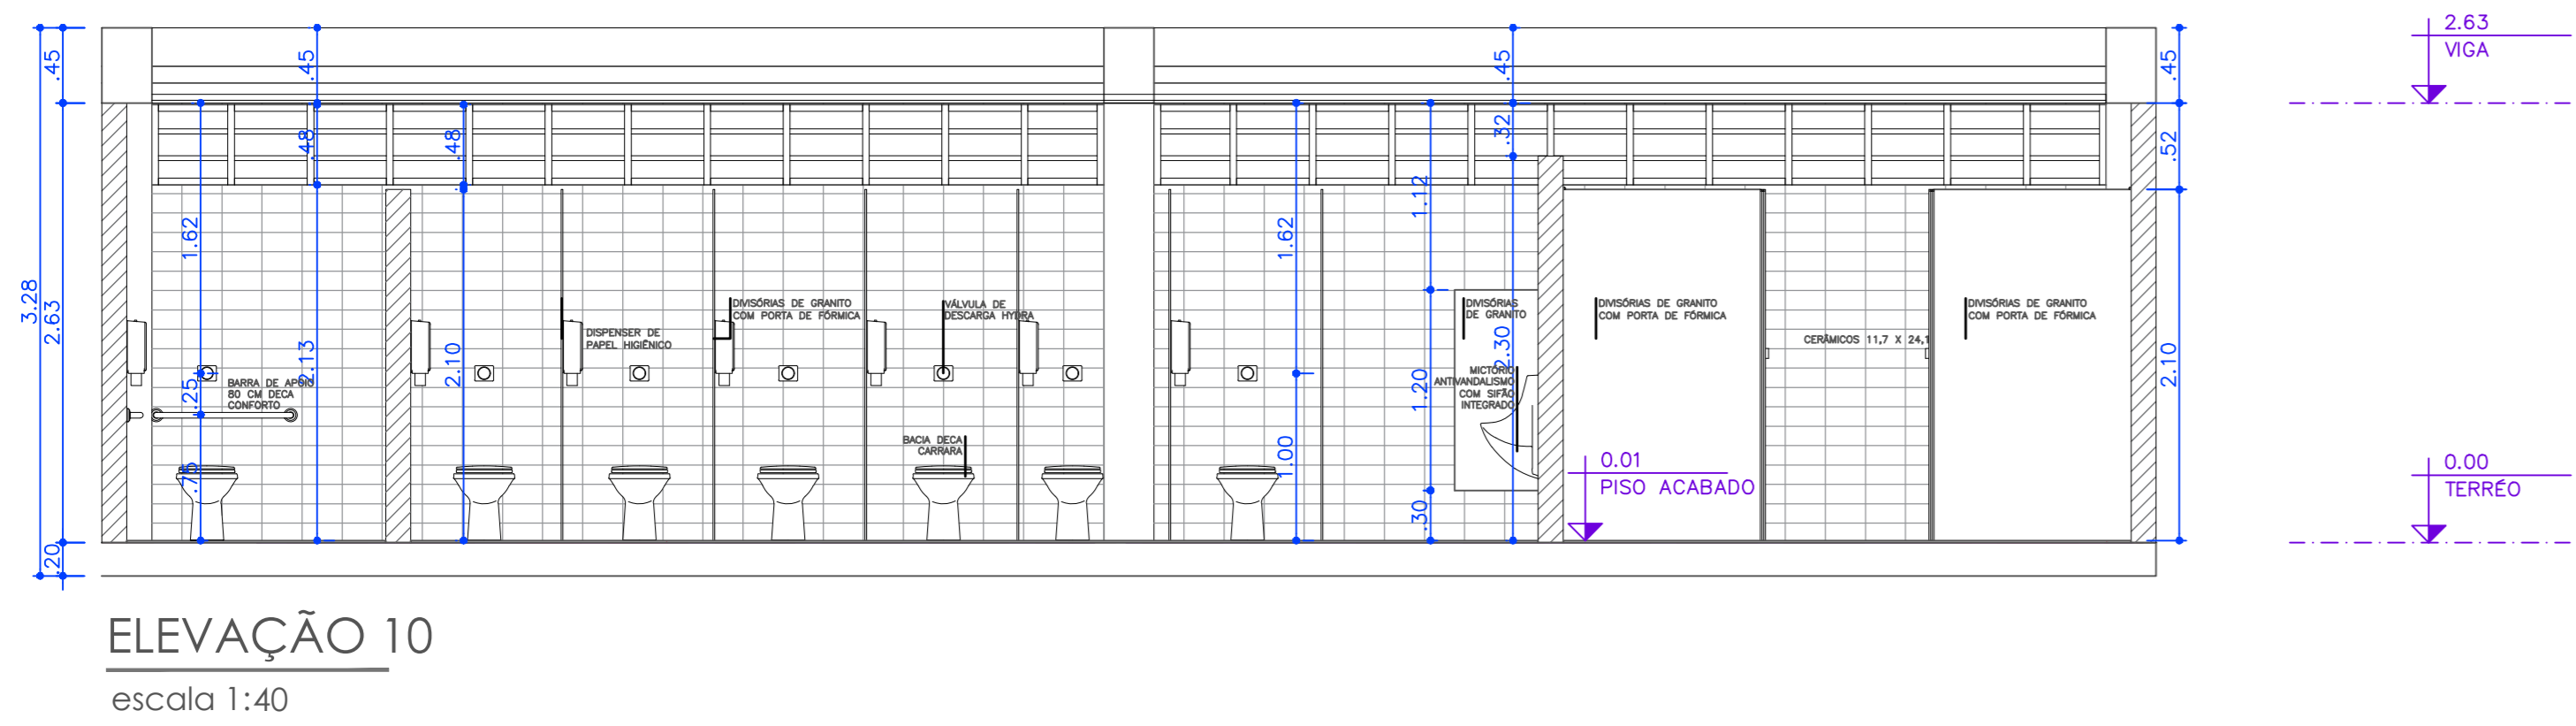 2.63
VIGA
.45
.45
.45
.45
.48
.48
.32
.52
1.12
1.62
1.62
3.28
2.63
DIVISÓRIAS DE GRANITO
COM PORTA DE FÓRMICA
VÁLVULA DE
DESCARGA HYDRA
DIVISÓRIAS
DE GRANITO
DIVISÓRIAS DE GRANITO
COM PORTA DE FÓRMICA
DIVISÓRIAS DE GRANITO
COM PORTA DE FÓRMICA
DISPENSER DE
PAPEL HIGIÊNICO
CERÂMICOS 11,7 X 24,1
2.13
2.10
2.30
2.10
.25
BARRA DE APOIO
80 CM DECA
CONFORTO
1.20
MICTÓRIO
ANTIVANDALISMO
COM SIFÃO
INTEGRADO
BACIA DECA
CARRARA
.75
1.00
.30
0.01
PISO ACABADO
0.00
TERRÉO
.20
ELEVAÇÃO 10
escala 1:40